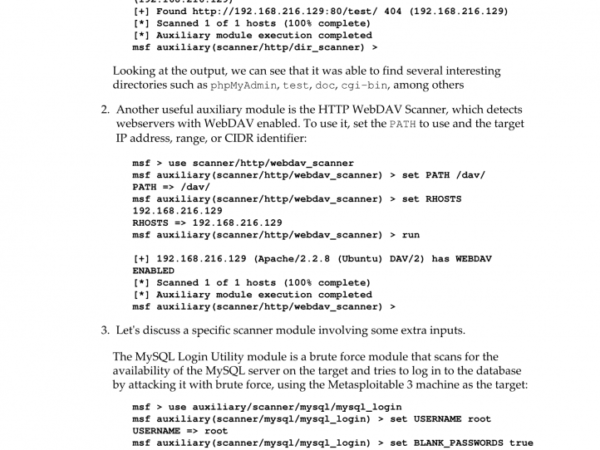 (192.168.216.129)
[+] Found http://192.168.216.129:80/test/ 404 (192.168.216.129)
[*] Scanned 1 of 1 hosts (100% complete)
[*] Auxiliary module execution completed
msf auxiliary(scanner/http/dir_scanner) >
Looking at the output, we can see that it was able to find several interesting
directories such as phpMyAdmin, test, doc, cgi-bin, among others
2. Another useful auxiliary module is the HTTP WebDAV Scanner, which detects
webservers with WebDAV enabled. To use it, set the PATH to use and the target
IP address, range, or CIDR identifier:
msf > use scanner/http/webdav_scanner
msf auxiliary(scanner/http/webdav_scanner) > set PATH /dav/
PATH => /dav/
msf auxiliary(scanner/http/webdav_scanner) > set RHOSTS
192.168.216.129
RHOSTS => 192.168.216.129
msf auxiliary(scanner/http/webdav_scanner) > run
[+] 192.168.216.129 (Apache/2.2.8 (Ubuntu) DAV/2) has WEBDAV
ENABLED
[*] Scanned 1 of 1 hosts (100% complete)
[*] Auxiliary module execution completed
msf auxiliary(scanner/http/webdav_scanner) >
3. Let's discuss a specific scanner module involving some extra inputs.
The MySQL Login Utility module is a brute force module that scans for the
availability of the MySQL server on the target and tries to log in to the database
by attacking it with brute force, using the Metasploitable 3 machine as the target:
msf > use auxiliary/scanner/mysql/mysql_login
msf auxiliary(scanner/mysql/mysql_login) > set USERNAME root
USERNAME => root
msf auxiliary(scanner/mysql/mysql_login) > set BLANK_PASSWORDS true